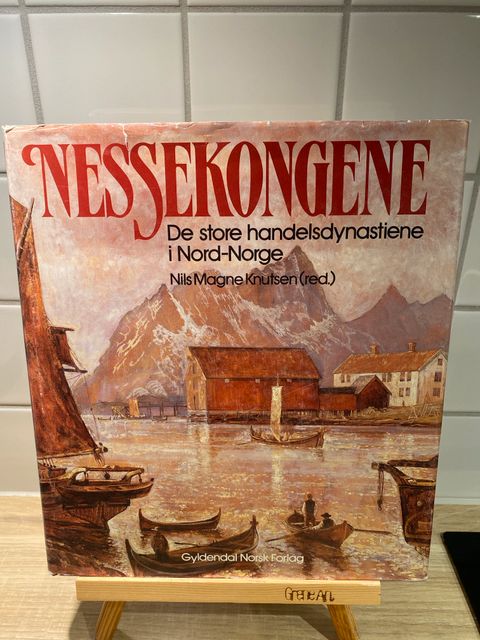 NESSEKONGENE
De store handelsdynastiene
i Nord-Norge
Nils Magne Knutsen (red.)
Gyldendal Norsk Forlag